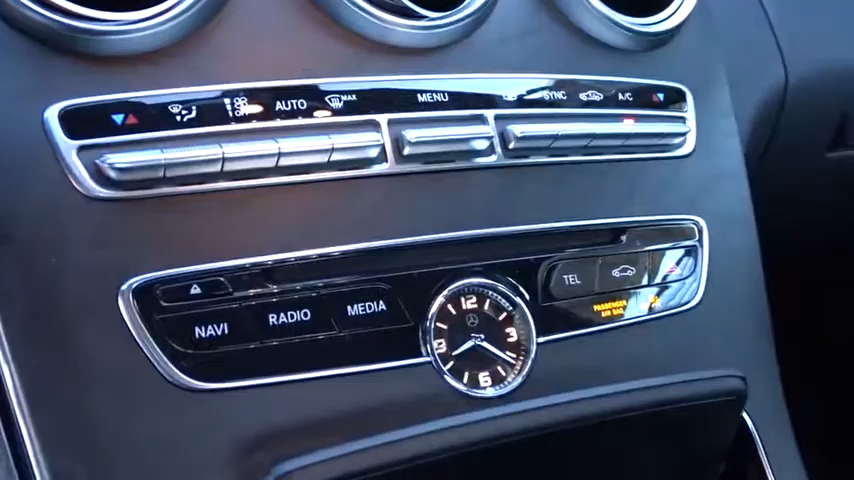 OFF AUTO MAX MENU SYNC A/C
NAVI RADIO MEDIA TEL
PASSENGER
AIR BAG
12
9 3
6